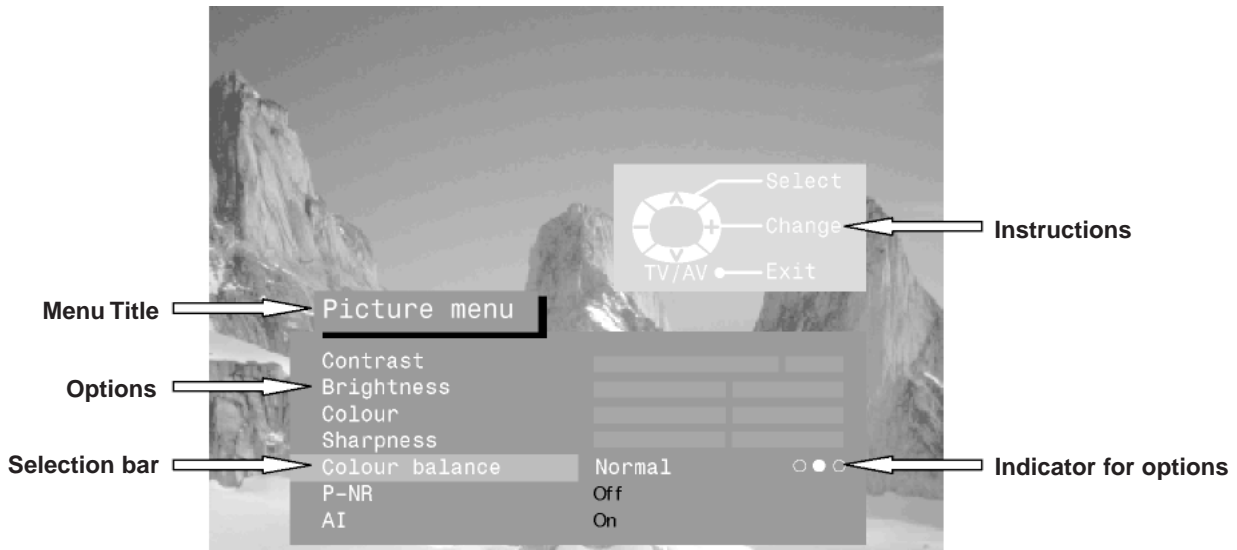 Select
Change
Instructions
TV/AV Exit
Menu Title
Picture menu
Contrast
Options
Brightness
Colour
Sharpness
Selection bar
Colour balance Normal
Indicator for options
P-NR Off
AI On